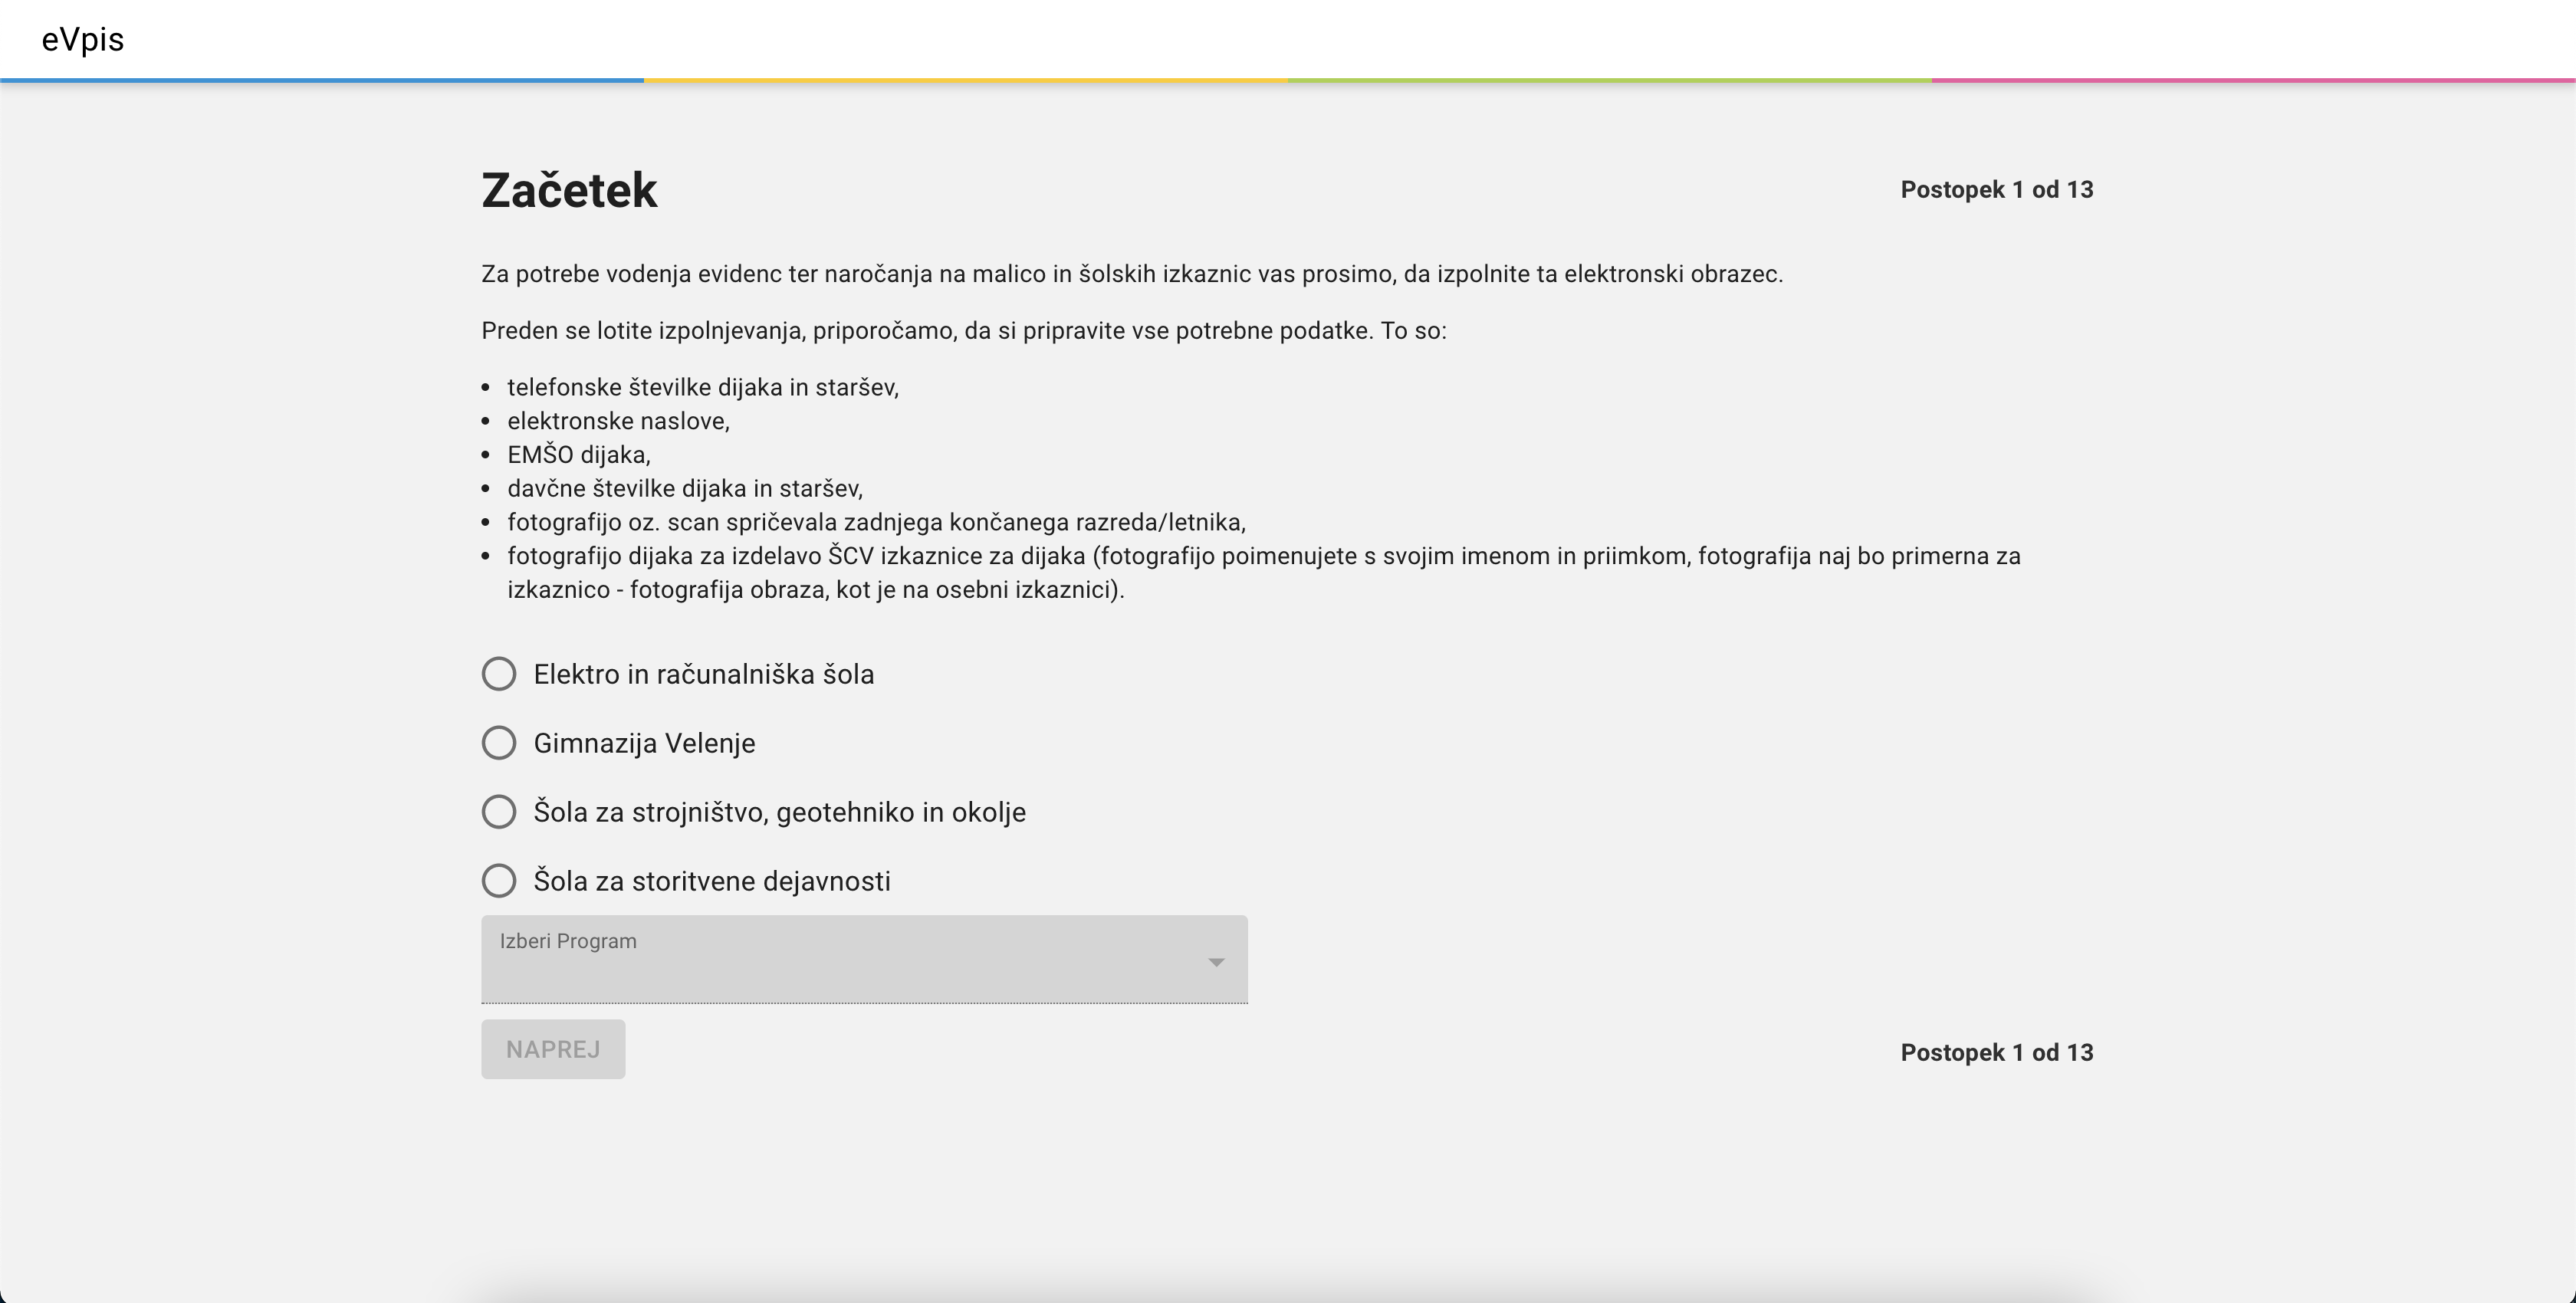 eVpis
Začetek
Postopek 1 od 13
Za potrebe vodenja evidenc ter naročanja na malico in šolskih izkaznic vas prosimo, da izpolnite ta elektronski obrazec.
Preden se lotite izpolnjevanja, priporočamo, da si pripravite vse potrebne podatke. To so:
• telefonske številke dijaka in staršev,
• elektronske naslove,
• EMŠO dijaka,
• davčne številke dijaka in staršev,
• fotografijo oz. scan spričevala zadnjega končanega razreda/letnika,
• fotografijo dijaka za izdelavo ŠCV izkaznice za dijaka (fotografijo poimenujete s svojim imenom in priimkom, fotografija naj bo primerna za
izkaznico - fotografija obraza, kot je na osebni izkaznici).
Elektro in računalniška šola
Gimnazija Velenje
Šola za strojništvo, geotehniko in okolje
Šola za storitvene dejavnosti
Izberi Program
NAPREJ
Postopek 1 od 13